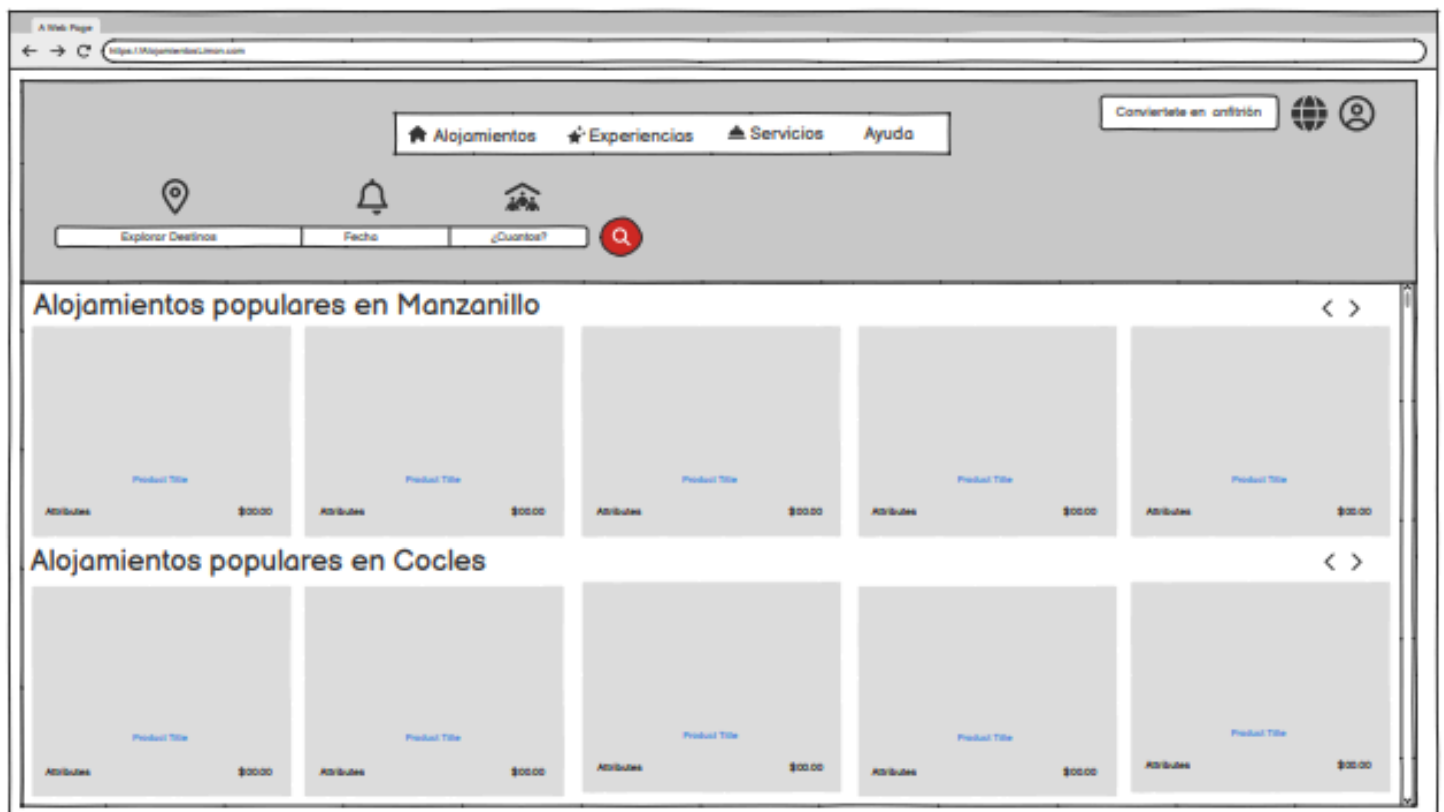 A Web Page
https://AlojamientosLimon.com
Conviertete en anfitrión
Alojamientos Experiencias Servicios Ayuda
Explorar Destinos Fecha ¿Cuantos?
Alojamientos populares en Manzanillo
Product Title Product Title Product Title Product Title Product Title
Attributes $00.00 Attributes $00.00 Attributes $00.00 Attributes $00.00 Attributes $00.00
Alojamientos populares en Cocles
Product Title Product Title Product Title Product Title Product Title
Attributes $00.00 Attributes $00.00 Attributes $00.00 Attributes $00.00 Attributes $00.00